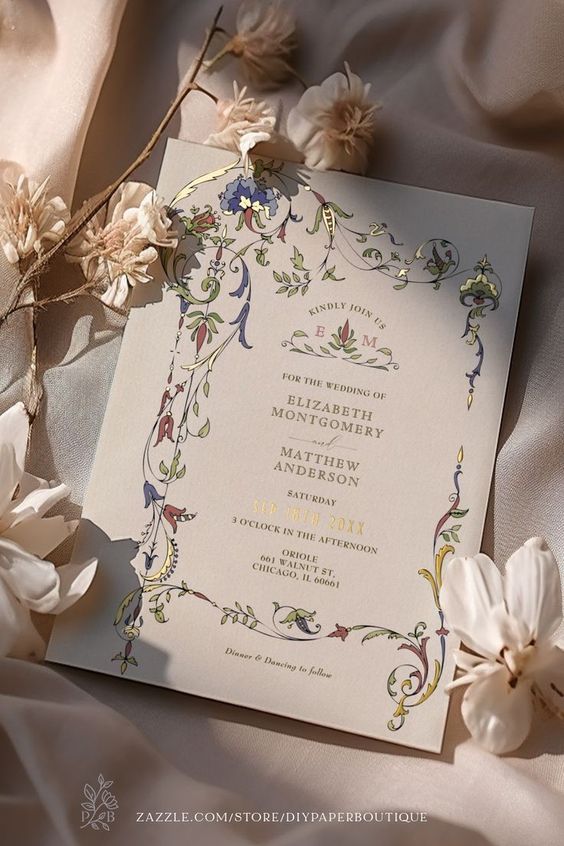 KINDLY JOIN US
E M
FOR THE WEDDING OF
ELIZABETH
MONTGOMERY
and
MATTHEW
ANDERSON
SATURDAY
SEP 18TH 20XX
3 O'CLOCK IN THE AFTERNOON
ORIOLE
661 WALNUT ST
CHICAGO, IL 60661
Dinner & Dancing to follow
P B
ZAZZLE.COM/STORE/DIYPAPERBOUTIQUE